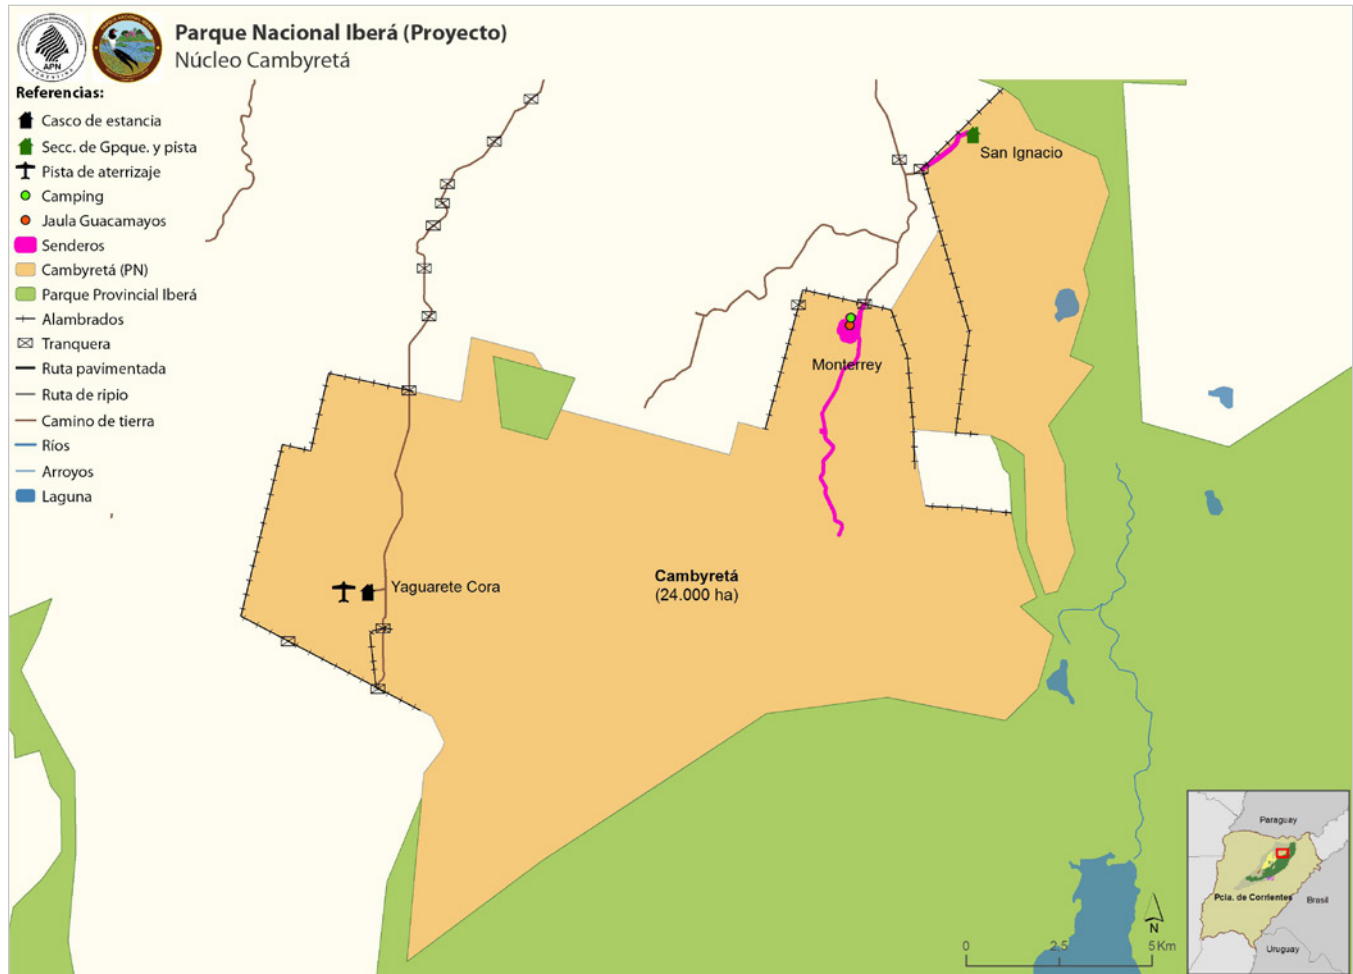 Parque Nacional Iberá (Proyecto)
Núcleo Cambyretá
APN
ARGENTINA
Referencias:
Casco de estancia
Secc. de Gpque. y pista
Pista de aterrizaje
Camping
Jaula Guacamayos
Senderos
Cambyretá (PN)
Parque Provincial Iberá
Alambrados
Tranquera
Ruta pavimentada
Ruta de rípio
Camino de tierra
Ríos
Arroyos
Laguna
San Ignacio
Monterrey
Yaguarete Cora
Cambyretá
(24.000 ha)
Paraguay
Pcia. de Corrientes
Brasil
Uruguay
N
0 2,5 5 Km